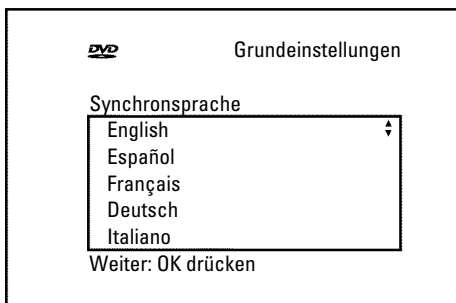 DVD Grundeinstellungen
Synchronsprache
English
Español
Français
Deutsch
Italiano
Weiter: OK drücken